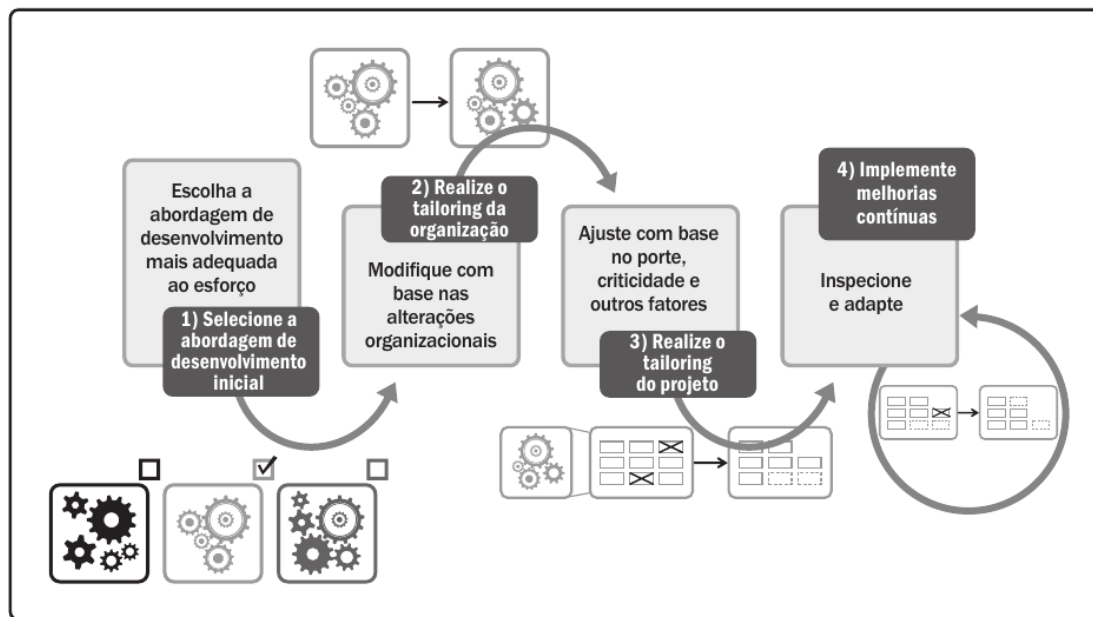 Escolha a
abordagem de
desenvolvimento
mais adequada
ao esforço
1) Selecione a
abordagem de
desenvolvimento
inicial
2) Realize o
tailoring da
organização
Modifique com
base nas
alterações
organizacionais
Ajuste com base
no porte,
criticidade e
outros fatores
3) Realize o
tailoring
do projeto
4) Implemente
melhorias
contínuas
Inspecione
e adapte